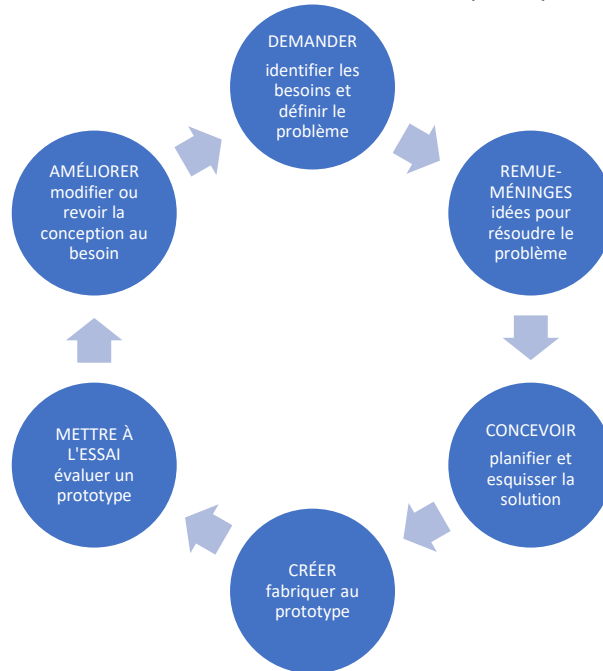 DEMANDER
identifier les
besoins et
définir le
problème
REMUE-
MÉNINGES
idées pour
résoudre le
problème
CONCEVOIR
planifier et
esquisser la
solution
CRÉER
fabriquer au
prototype
METTRE À
L'ESSAI
évaluer un
prototype
AMÉLIORER
modifier ou
revoir la
conception au
besoin